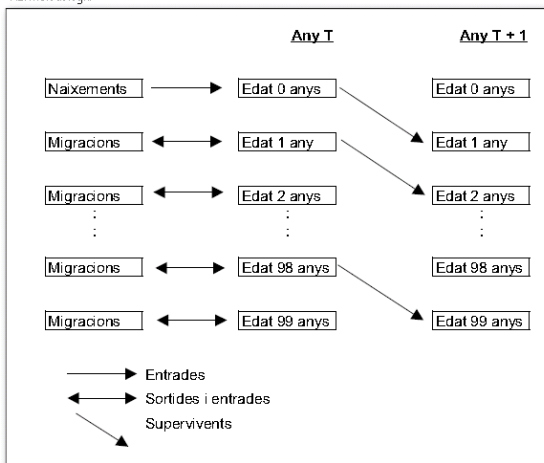 Any T Any T + 1
Naixements Edat 0 anys Edat 0 anys
Migracions Edat 1 any Edat 1 any
Migracions Edat 2 anys Edat 2 anys
: : :
: : :
Migracions Edat 98 anys Edat 98 anys
Migracions Edat 99 anys Edat 99 anys
Entrades
Sortides i entrades
Supervivents